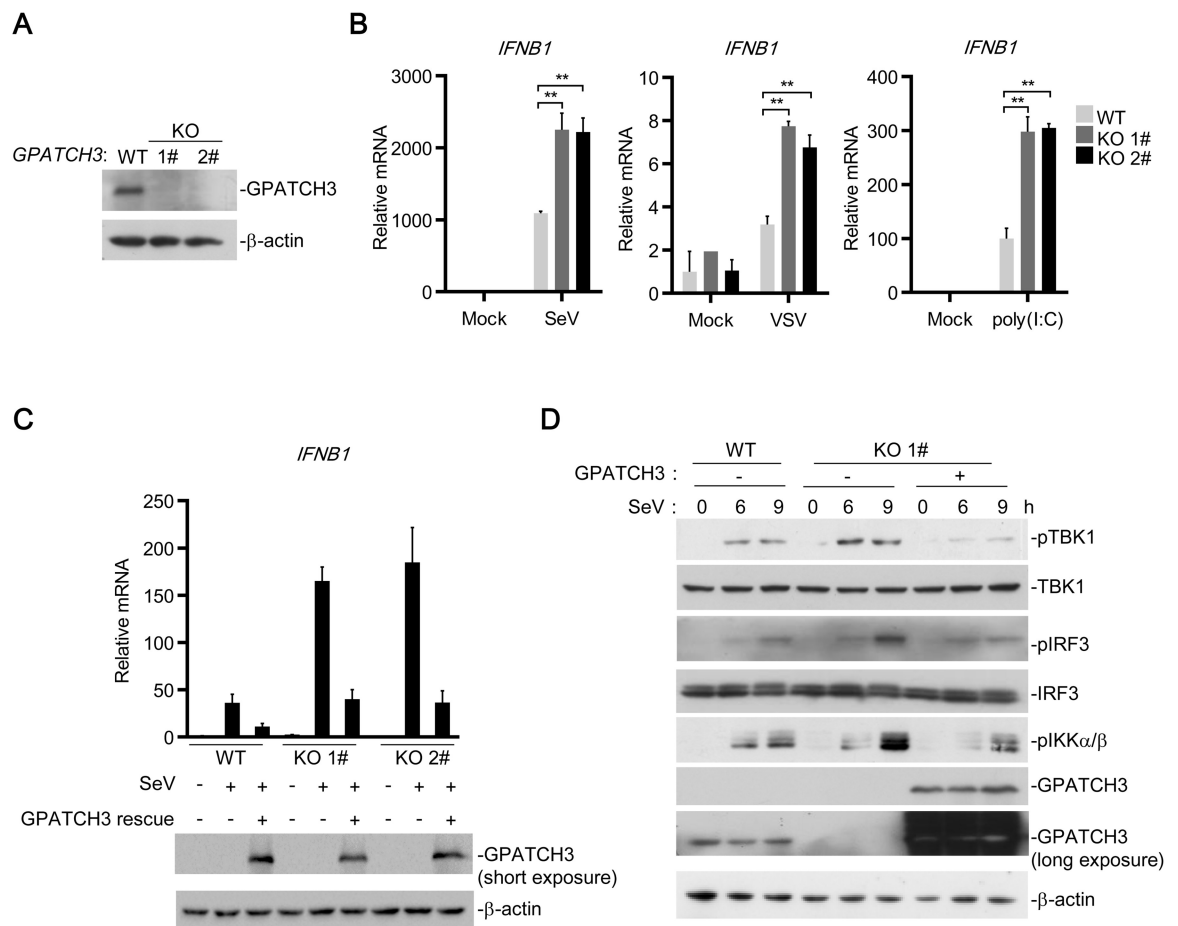 A
KO
GPATCH3: WT 1# 2#
-GPATCH3
-β-actin
B
IFNB1
Relative mRNA
3000
2000
1000
0
**
**
Mock SeV
IFNB1
Relative mRNA
10
8
6
4
2
0
**
**
Mock VSV
IFNB1
Relative mRNA
400
300
200
100
0
**
**
Mock poly(I:C)
WT
KO 1#
KO 2#
C
IFNB1
Relative mRNA
250
200
150
100
50
0
WT KO 1# KO 2#
SeV - + + - + + - + +
GPATCH3 rescue - - + - - + - - +
-GPATCH3
(short exposure)
-β-actin
D
WT KO 1#
GPATCH3 : - - +
SeV : 0 6 9 0 6 9 0 6 9 h
-pTBK1
-TBK1
-pIRF3
-IRF3
-pIKKα/β
-GPATCH3
-GPATCH3
(long exposure)
-β-actin